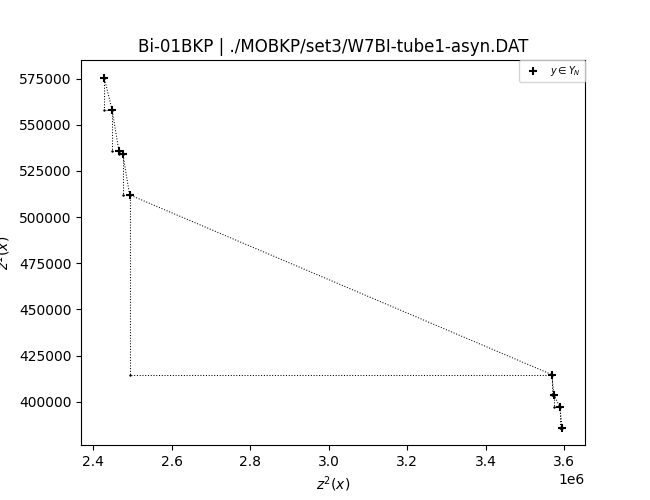 Bi-01BKP | ./MOBKP/set3/W7BI-tube1-asyn.DAT
y ∈ Y_N
575000
550000
525000
500000
475000
450000
425000
400000
2.4 2.6 2.8 3.0 3.2 3.4 3.6
1e6
z²(x)